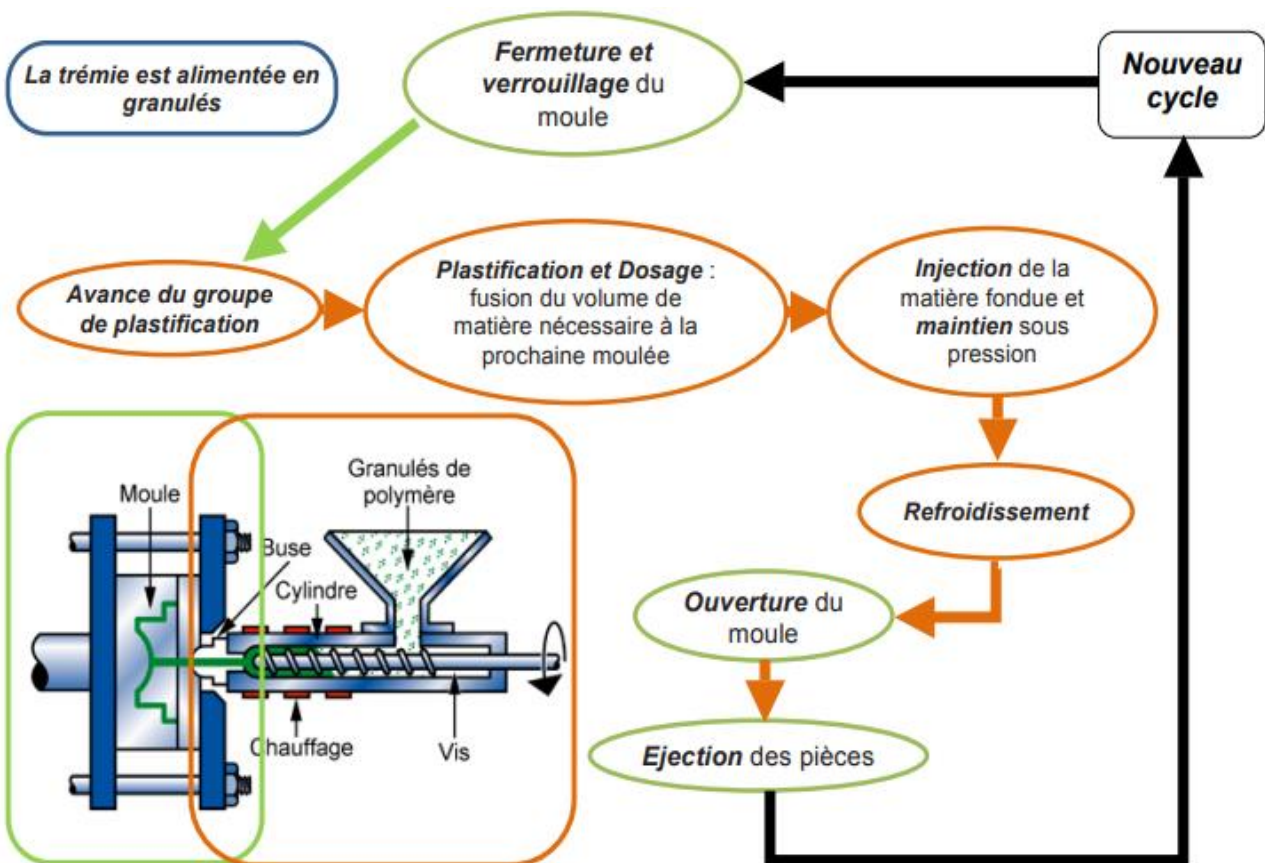 La trémie est alimentée en
granulés
Fermeture et
verrouillage du
moule
Nouveau
cycle
Avance du groupe
de plastification
Plastification et Dosage :
fusion du volume de
matière nécessaire à la
prochaine moulée
Injection de la
matière fondue et
maintien sous
pression
Refroidissement
Ouverture du
moule
Ejection des pièces
Granulés de
polymère
Moule
Buse
Cylindre
Chauffage
Vis